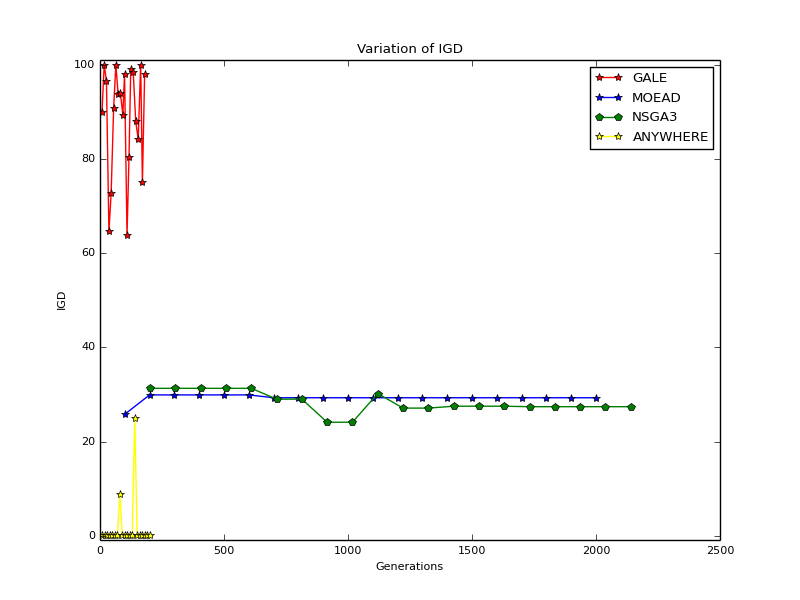 Variation of IGD
100
80
60
40
20
0
IGD
0 500 1000 1500 2000 2500
Generations
GALE
MOEAD
NSGA3
ANYWHERE